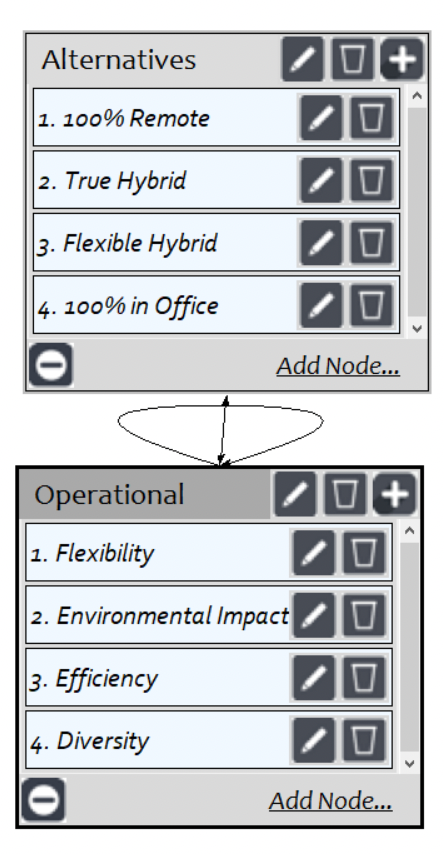 Alternatives
1. 100% Remote
2. True Hybrid
3. Flexible Hybrid
4. 100% in Office
Add Node...
Operational
1. Flexibility
2. Environmental Impact
3. Efficiency
4. Diversity
Add Node...